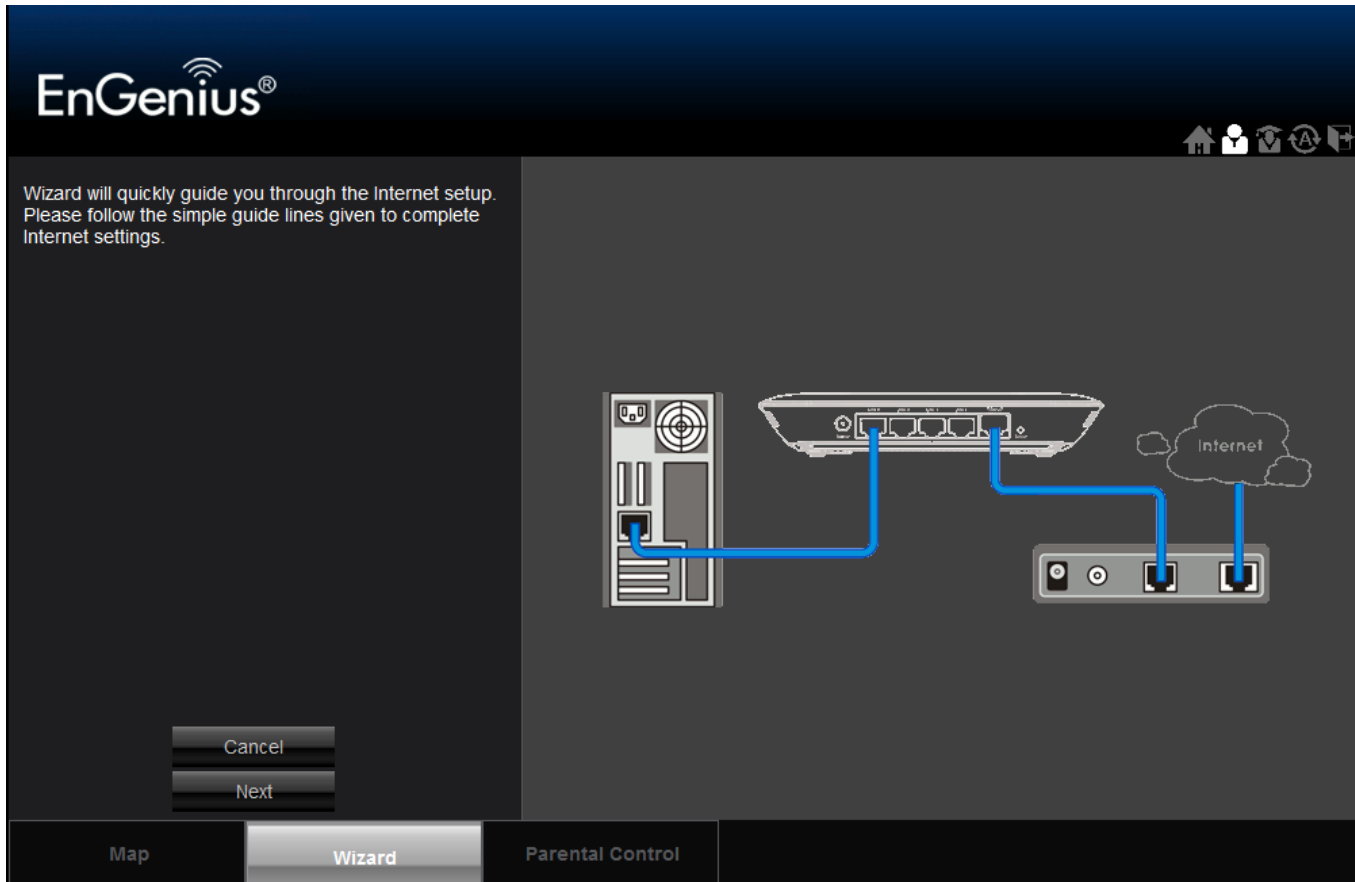 EnGenius®
Wizard will quickly guide you through the Internet setup.
Please follow the simple guide lines given to complete
Internet settings.
Internet
Cancel
Next
Map
Wizard
Parental Control